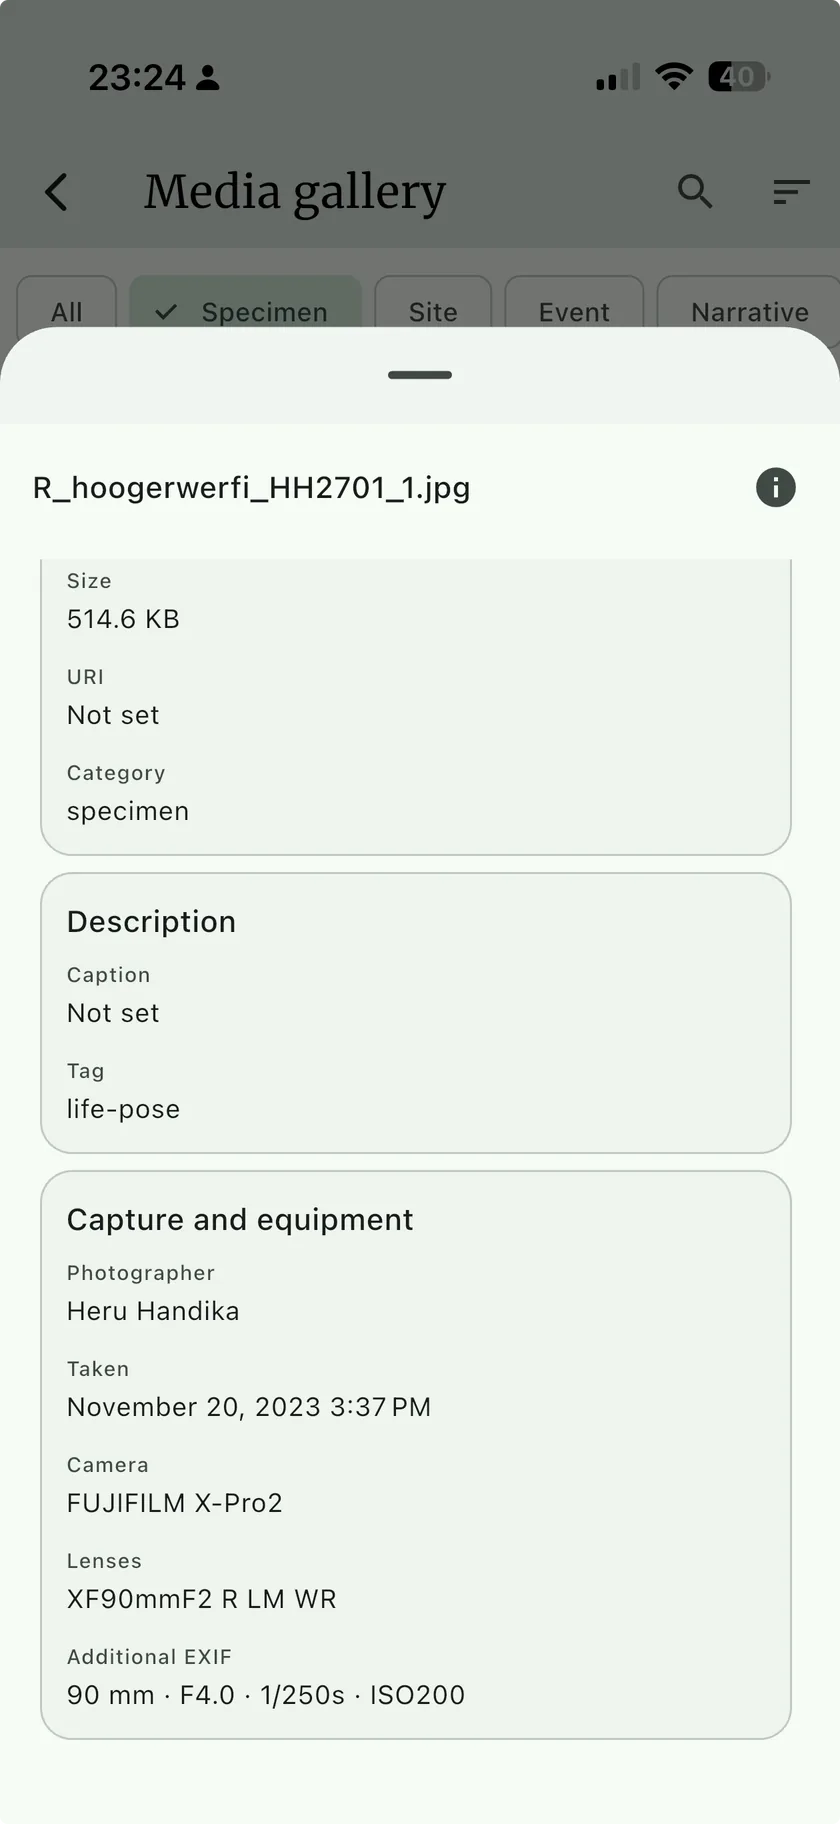 23:24
40
Media gallery
All
Specimen
Site
Event
Narrative
R_hoogerwerfi_HH2701_1.jpg
Size
514.6 KB
URI
Not set
Category
specimen
Description
Caption
Not set
Tag
life-pose
Capture and equipment
Photographer
Heru Handika
Taken
November 20, 2023 3:37 PM
Camera
FUJIFILM X-Pro2
Lenses
XF90mmF2 R LM WR
Additional EXIF
90 mm · F4.0 · 1/250s · ISO200